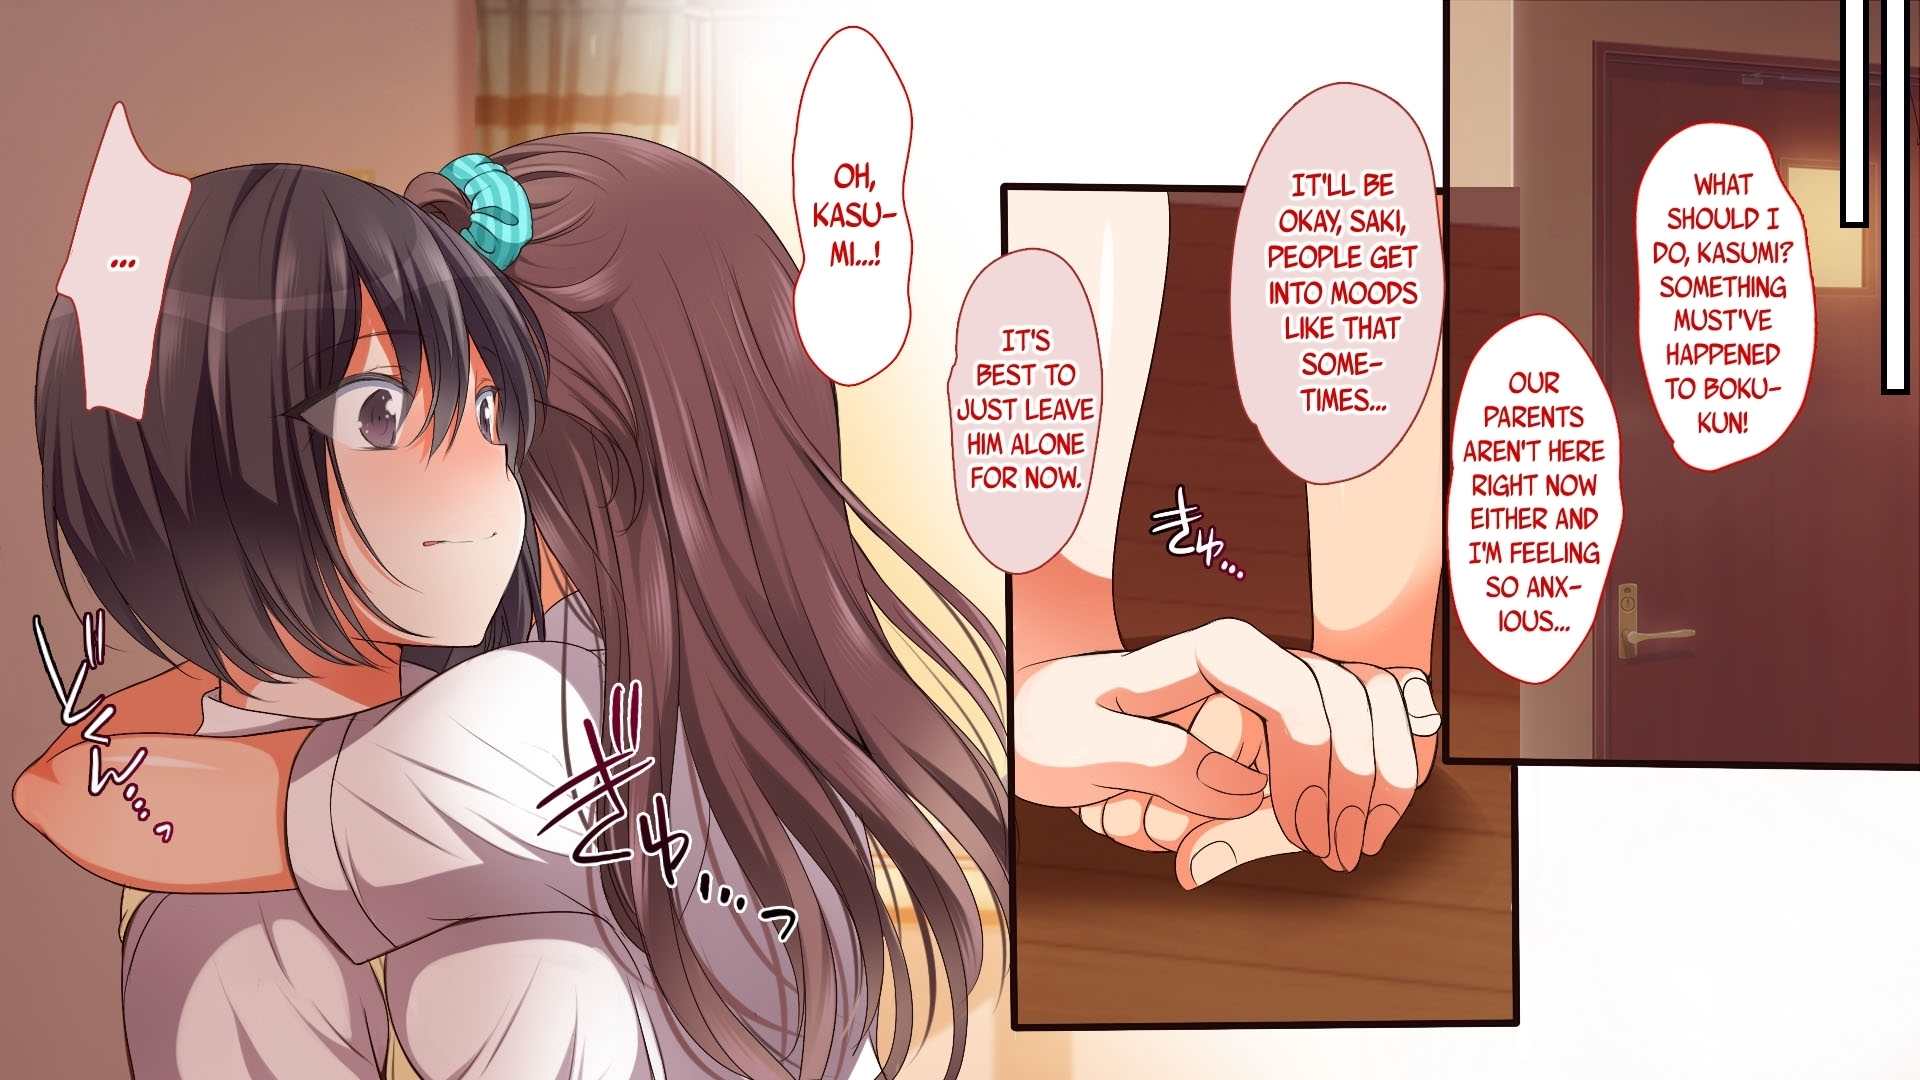 WHAT
SHOULD I
DO, KASUMI?
SOMETHING
MUST'VE
HAPPENED
TO BOKU-
KUN!
OUR
PARENTS
AREN'T HERE
RIGHT NOW
EITHER AND
I'M FEELING
SO ANX-
IOUS...
IT'LL BE
OKAY, SAKI,
PEOPLE GET
INTO MOODS
LIKE THAT
SOME-
TIMES...
IT'S
BEST TO
JUST LEAVE
HIM ALONE
FOR NOW.
きゅ...
OH,
KASU-
MI...!
ぎゅ...っ
...
どくん...っ